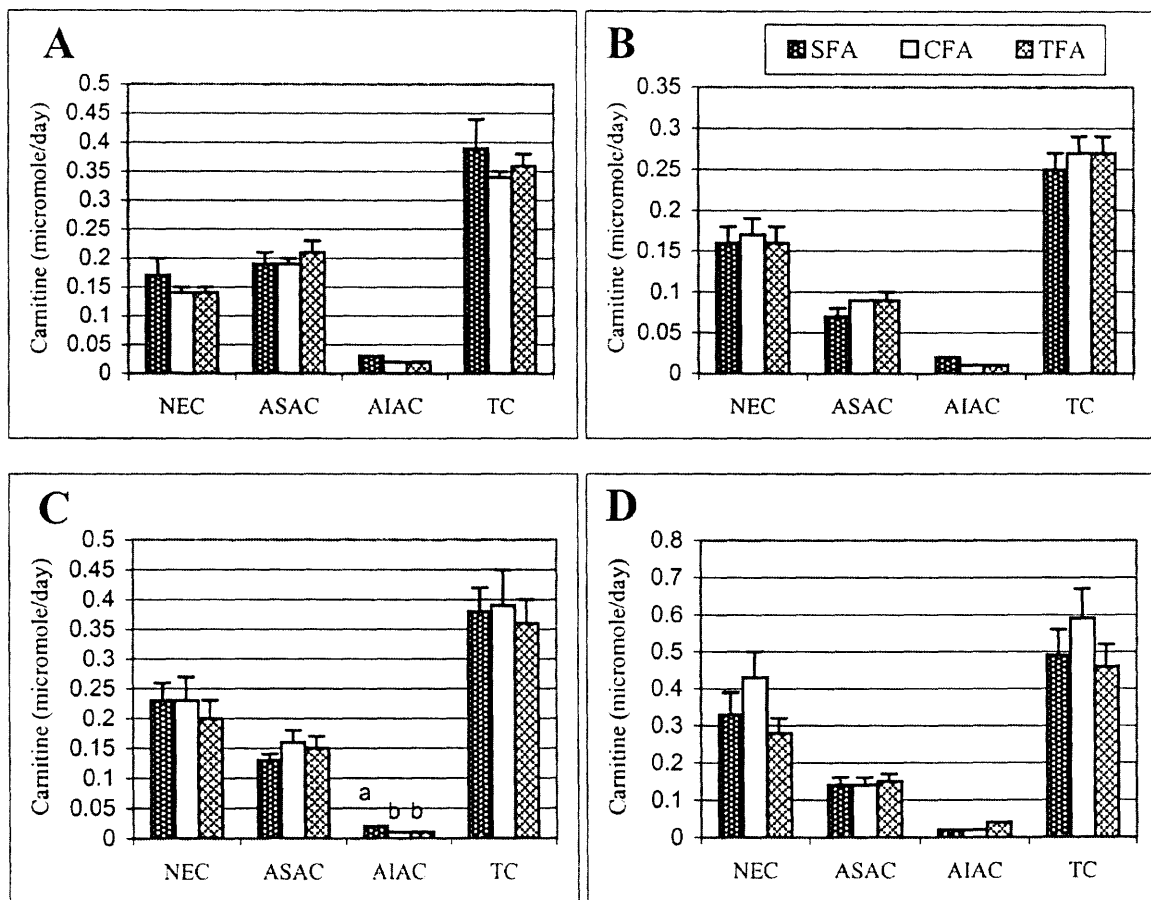 A
Carnitine (micromole/day)
0.5
0.45
0.4
0.35
0.3
0.25
0.2
0.15
0.1
0.05
0
NEC ASAC AIAC TC
B
SFA CFA TFA
Carnitine (micromole/day)
0.35
0.3
0.25
0.2
0.15
0.1
0.05
0
NEC ASAC AIAC TC
C
Carnitine (micromole/day)
0.5
0.45
0.4
0.35
0.3
0.25
0.2
0.15
0.1
0.05
0
a
b b
NEC ASAC AIAC TC
D
Carnitine (micromole/day)
0.8
0.7
0.6
0.5
0.4
0.3
0.2
0.1
0
NEC ASAC AIAC TC